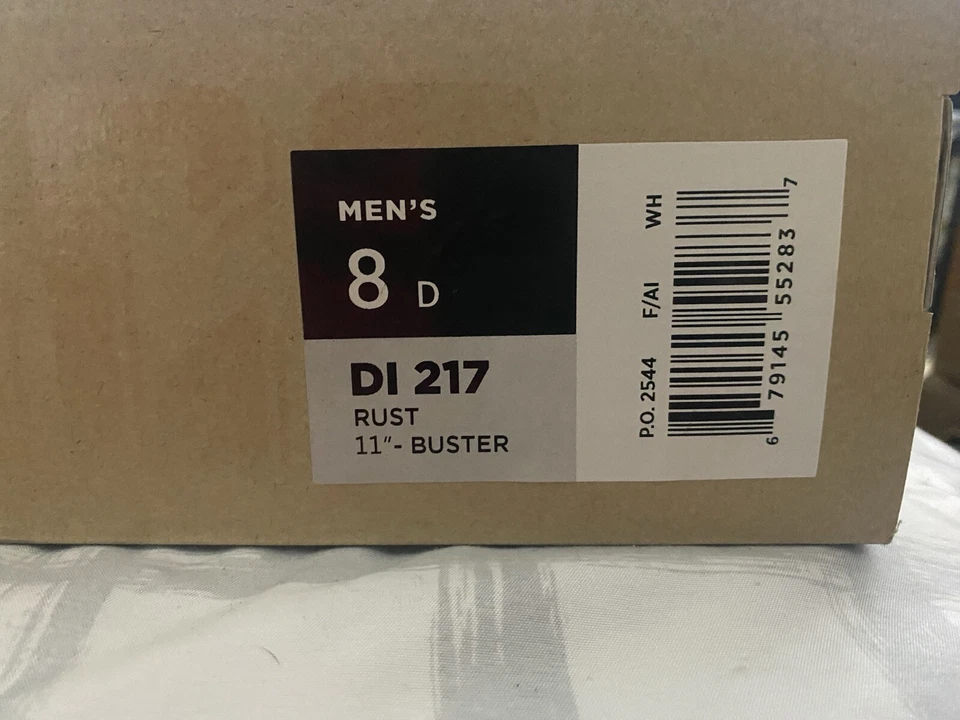 MEN'S
8 D
DI 217
RUST
11"- BUSTER
P.O. 2544 F/AI WH
6 79145 55283 7